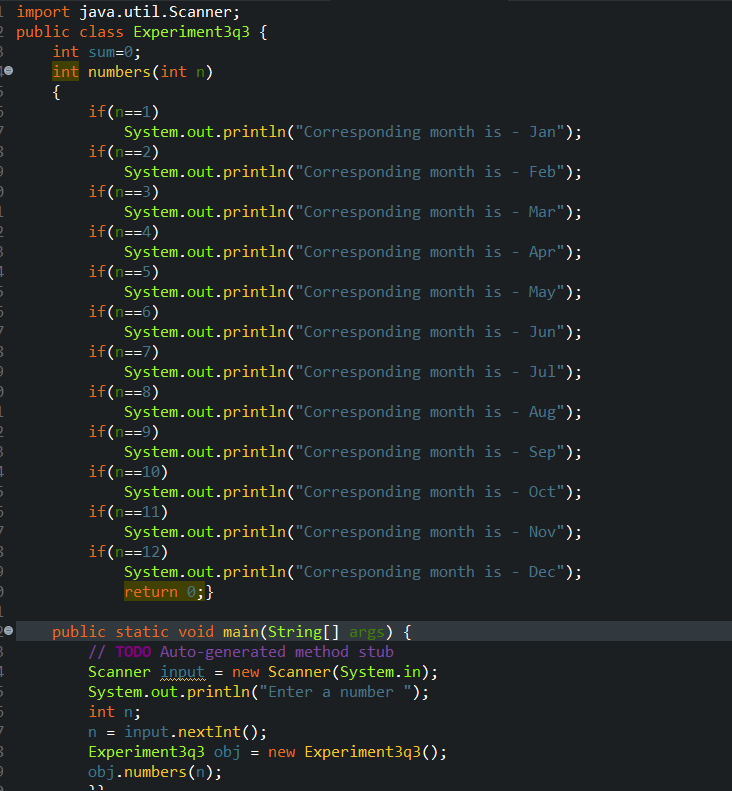 import java.util.Scanner;
public class Experiment3q3 {
    int sum=0;
    int numbers(int n)
    {
        if(n==1)
            System.out.println("Corresponding month is - Jan");
        if(n==2)
            System.out.println("Corresponding month is - Feb");
        if(n==3)
            System.out.println("Corresponding month is - Mar");
        if(n==4)
            System.out.println("Corresponding month is - Apr");
        if(n==5)
            System.out.println("Corresponding month is - May");
        if(n==6)
            System.out.println("Corresponding month is - Jun");
        if(n==7)
            System.out.println("Corresponding month is - Jul");
        if(n==8)
            System.out.println("Corresponding month is - Aug");
        if(n==9)
            System.out.println("Corresponding month is - Sep");
        if(n==10)
            System.out.println("Corresponding month is - Oct");
        if(n==11)
            System.out.println("Corresponding month is - Nov");
        if(n==12)
            System.out.println("Corresponding month is - Dec");
            return 0;}

    public static void main(String[] args) {
        // TODO Auto-generated method stub
        Scanner input = new Scanner(System.in);
        System.out.println("Enter a number ");
        int n;
        n = input.nextInt();
        Experiment3q3 obj = new Experiment3q3();
        obj.numbers(n);
        }}